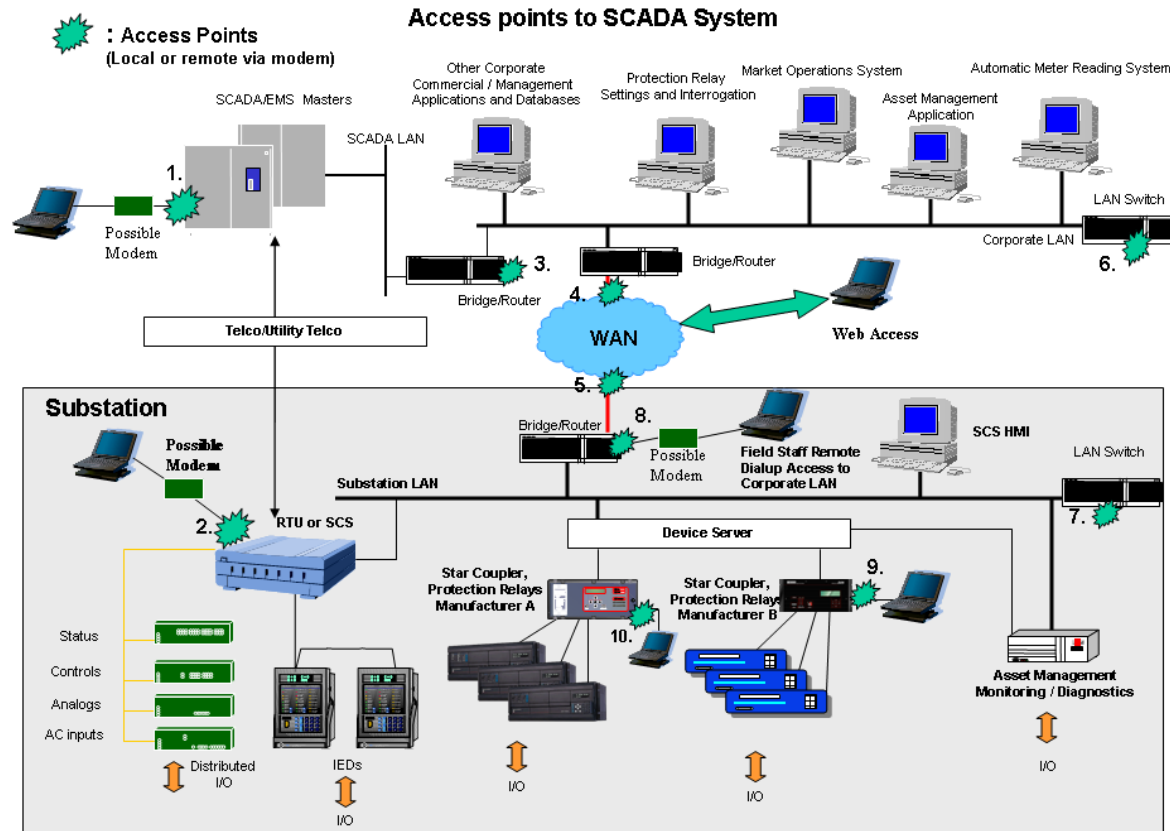 Access points to SCADA System
: Access Points
(Local or remote via modem)
Other Corporate
Commercial / Management
Applications and Databases
Protection Relay
Settings and Interrogation
Market Operations System
Asset Management
Application
Automatic Meter Reading System
SCADA/EMS Masters
SCADA LAN
1.
Possible
Modem
LAN Switch
Corporate LAN
6.
3.
Bridge/Router
Bridge/Router
4.
Telco/Utility Telco
WAN
Web Access
5.
Substation
Possible
Modem
Bridge/Router
8.
Possible
Modem
Field Staff Remote
Dialup Access to
Corporate LAN
SCS HMI
LAN Switch
Substation LAN
7.
2.
RTU or SCS
Device Server
Star Coupler,
Protection Relays
Manufacturer A
10.
Star Coupler,
Protection Relays
Manufacturer B
9.
Status
Controls
Analogs
AC inputs
Asset Management
Monitoring / Diagnostics
Distributed
I/O
IEDs
I/O
I/O
I/O
I/O